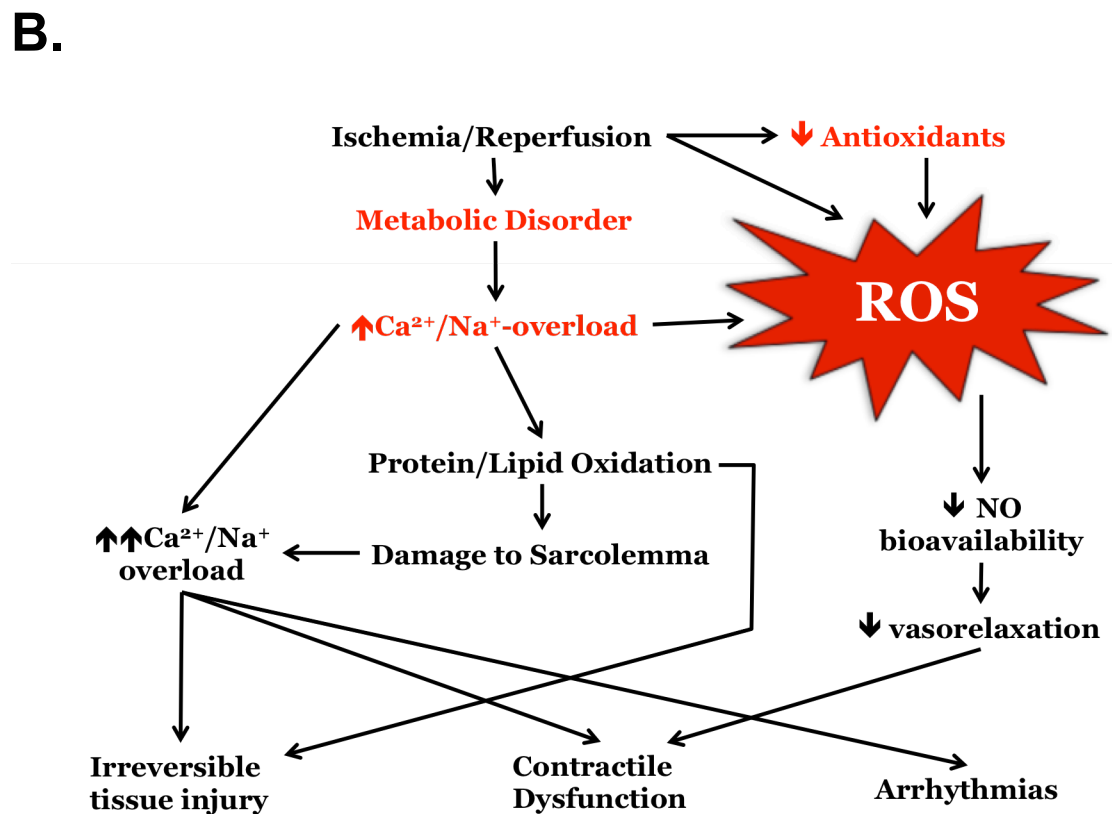 B.
Ischemia/Reperfusion
↓ Antioxidants
Metabolic Disorder
ROS
↑Ca²⁺/Na⁺-overload
Protein/Lipid Oxidation
↓ NO
bioavailability
↑↑Ca²⁺/Na⁺
overload
Damage to Sarcolemma
↓ vasorelaxation
Irreversible
tissue injury
Contractile
Dysfunction
Arrhythmias